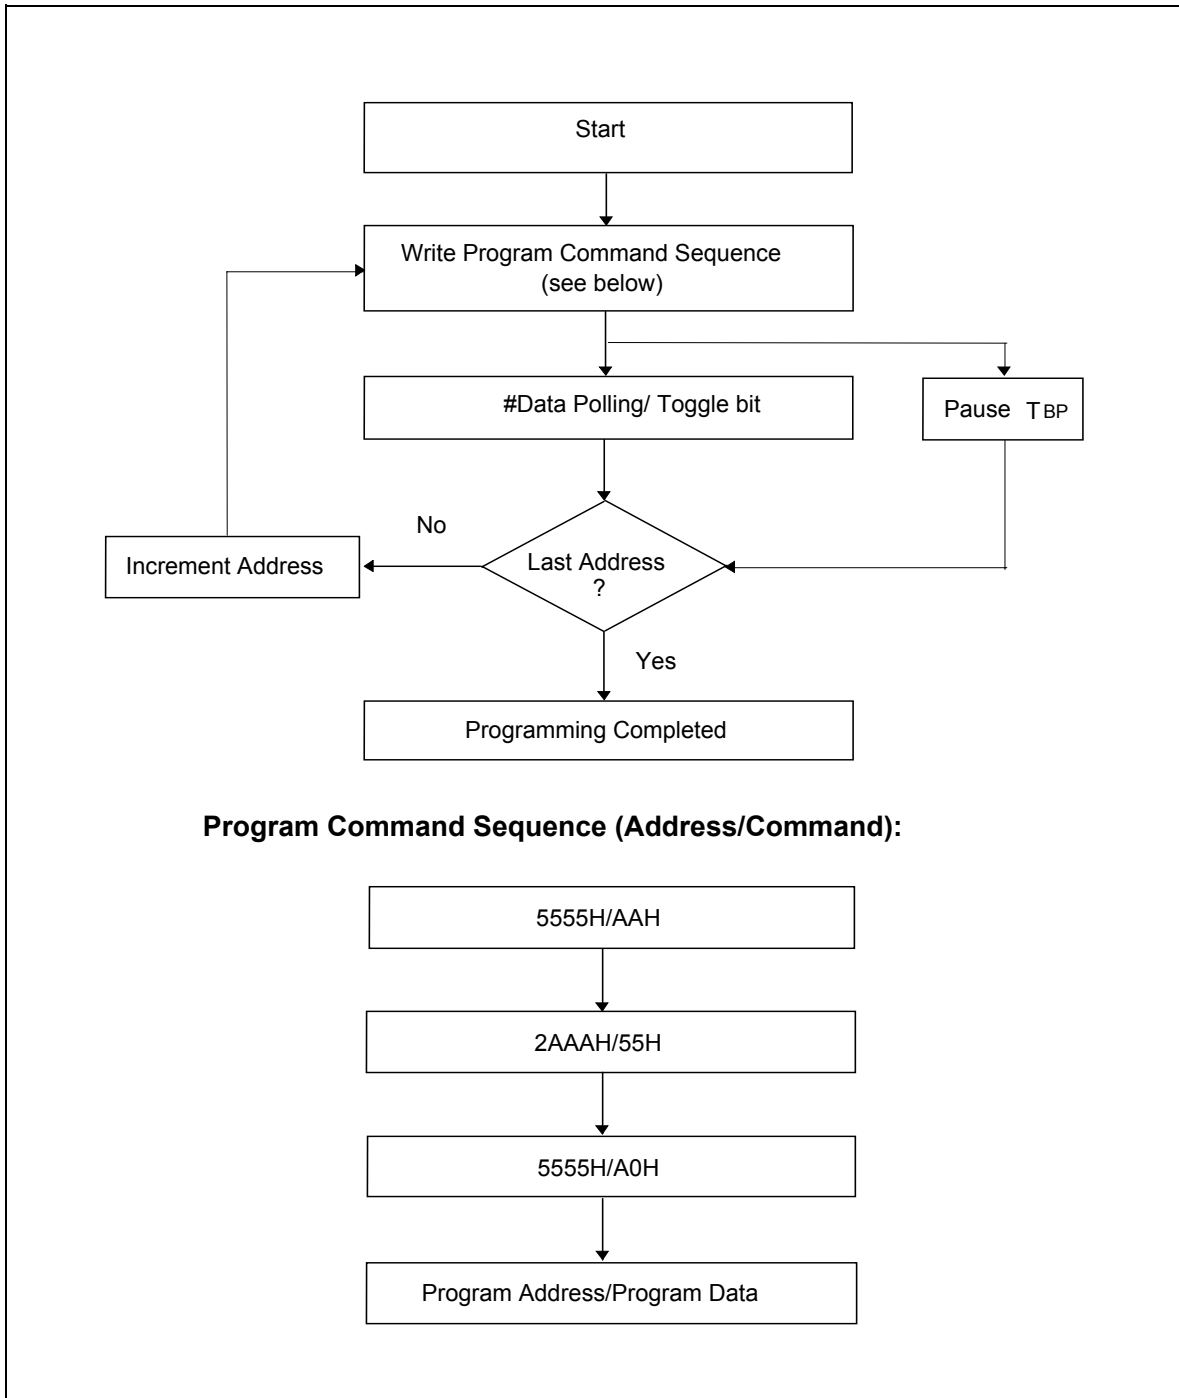 Start
Write Program Command Sequence
(see below)
#Data Polling/ Toggle bit
Pause TBP
No
Increment Address
Last Address
?
Yes
Programming Completed
Program Command Sequence (Address/Command):
5555H/AAH
2AAAH/55H
5555H/A0H
Program Address/Program Data